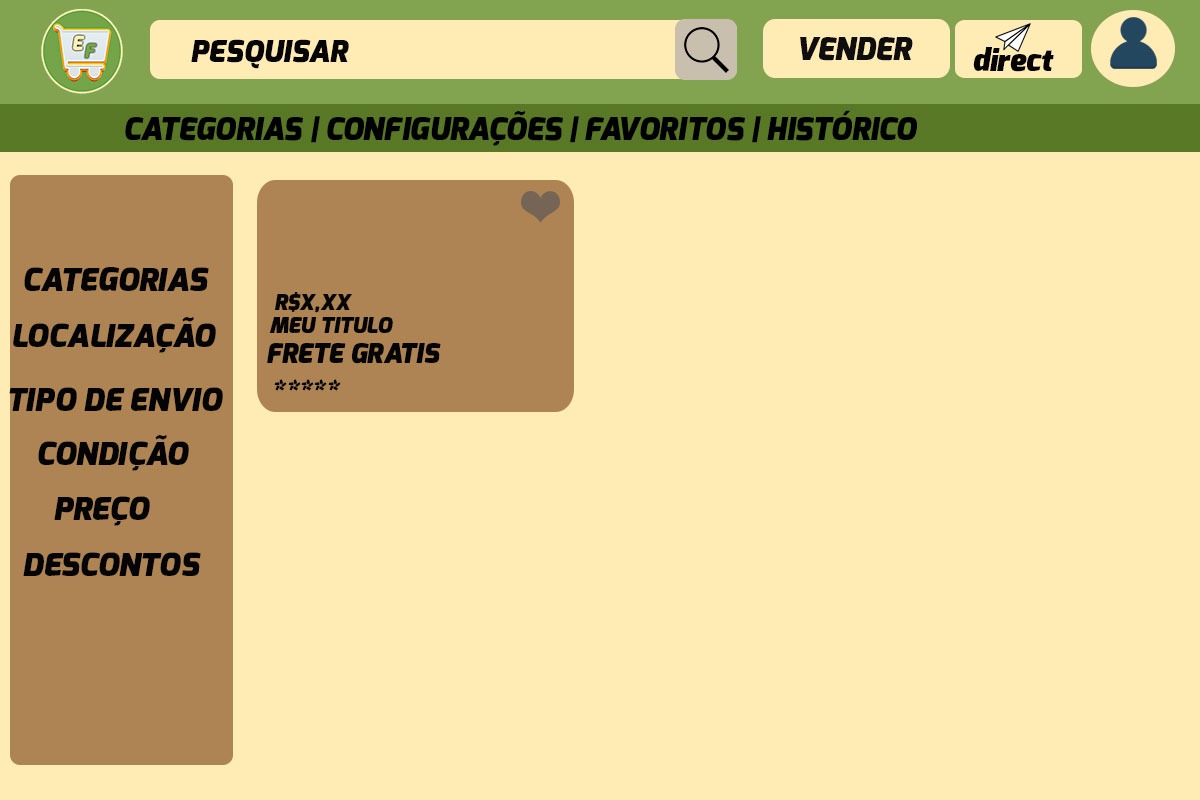 EF
PESQUISAR
VENDER
direct
CATEGORIAS | CONFIGURAÇÕES | FAVORITOS | HISTÓRICO
CATEGORIAS
LOCALIZAÇÃO
TIPO DE ENVIO
CONDIÇÃO
PREÇO
DESCONTOS
R$X,XX
MEU TITULO
FRETE GRATIS
*****